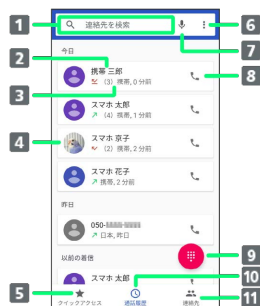 1
連絡先を検索
6
今日
7
2
携帯 三郎
(3) 携帯, 0 分前
8
3
スマホ 太郎
(4) 携帯, 1 分前
4
スマホ 京子
(2) 携帯, 2 分前
スマホ 花子
携帯, 2 分前
昨日
050-
日本, 昨日
以前の着信
9
スマホ 太郎
10
5
クイックアクセス
通話履歴
連絡先
11